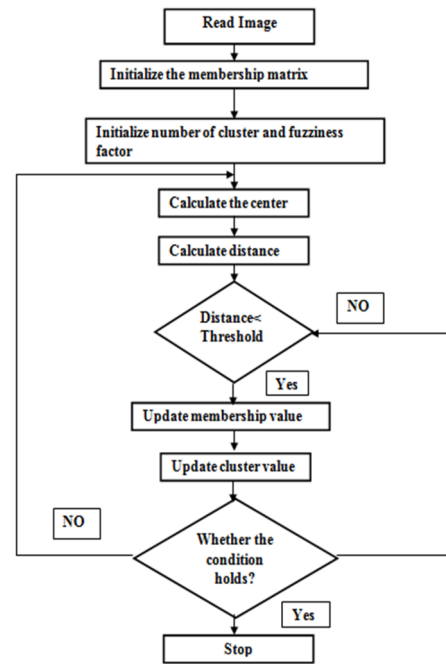 Read Image
Initialize the membership matrix
Initialize number of cluster and fuzziness
factor
Calculate the center
Calculate distance
Distance<
Threshold
NO
Yes
Update membership value
Update cluster value
NO
Whether the
condition
holds?
Yes
Stop